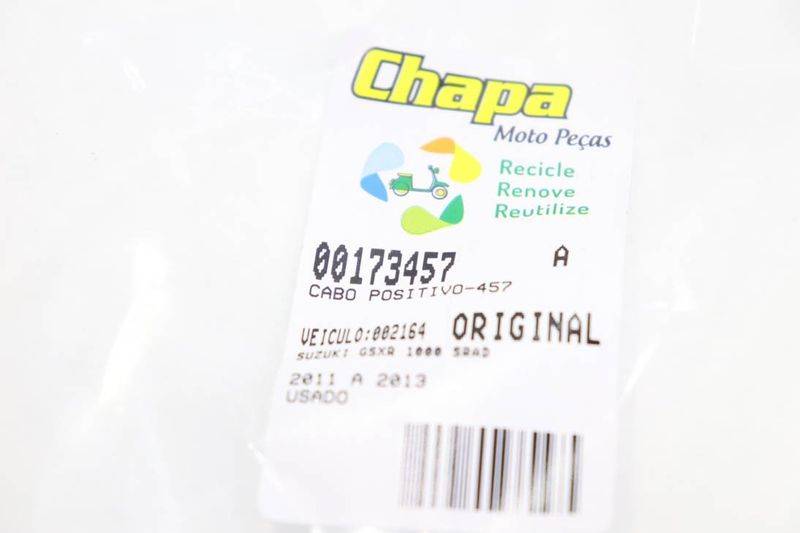 Chapa
Moto Peças
Recicle
Renove
Reutilize
00173457 A
CABO POSITIVO-457
VEICULO:002164 ORIGINAL
SUZUKI GSXR 1000 SRAD
2011 A 2013
USADO